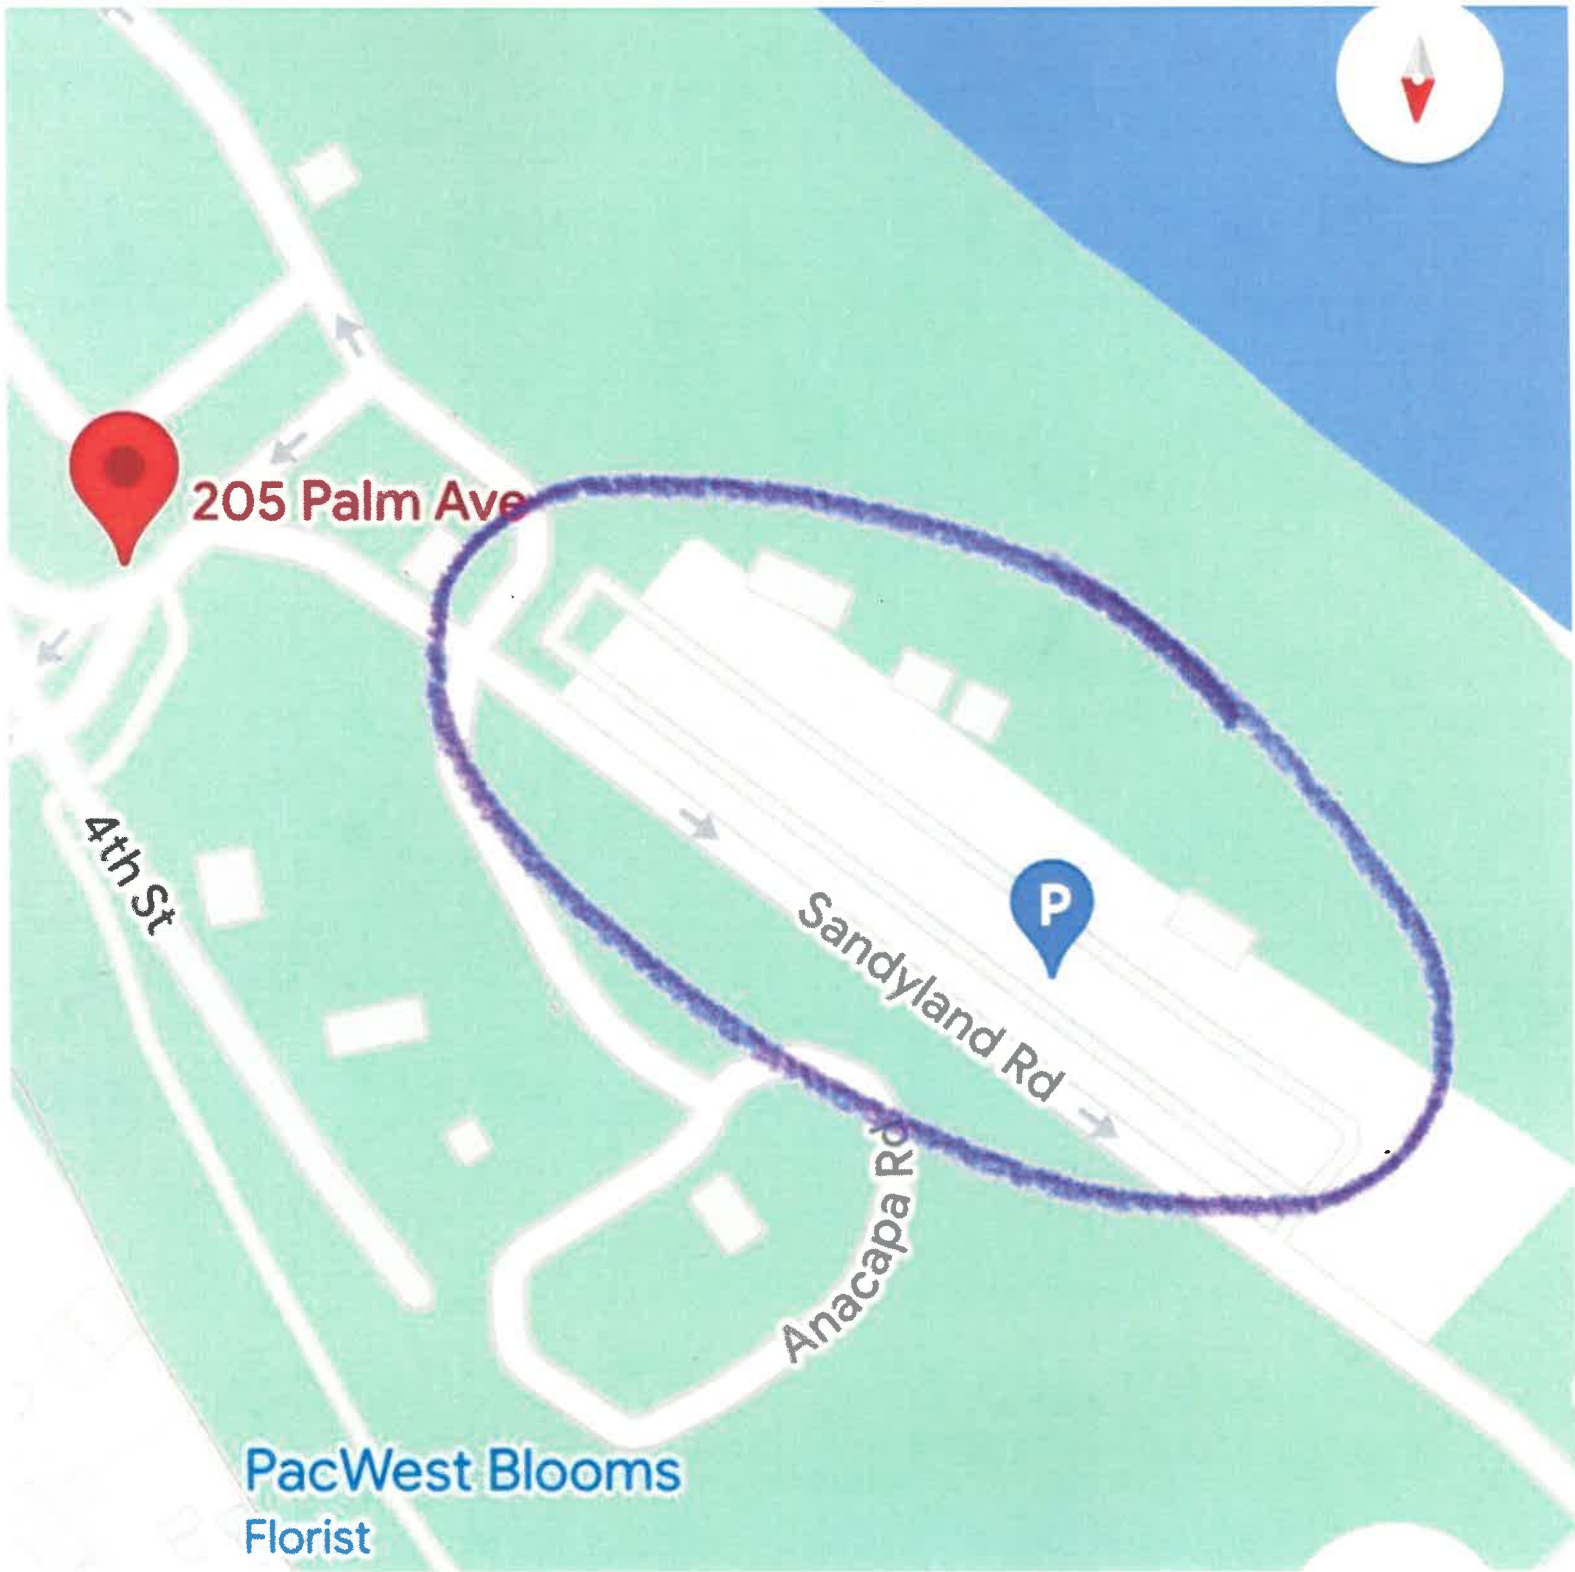 205 Palm Ave
P
4th St
Sandyland Rd
Anacapa Rd
PacWest Blooms
Florist